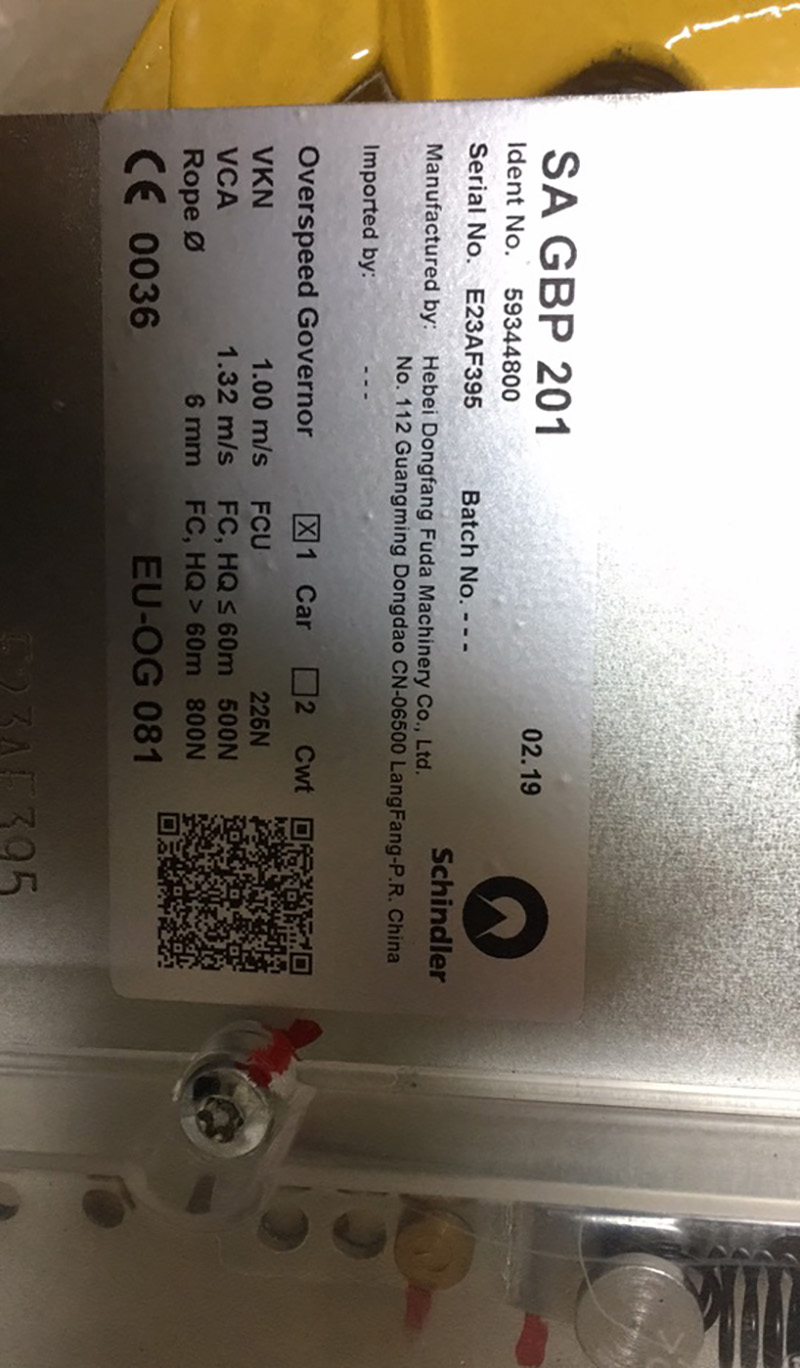 SA GBP 201
02.19
Ident No. 59344800
Serial No. E23AF395 Batch No. ---
Schindler
Manufactured by: Hebei Dongfang Fuda Machinery Co., Ltd.
No. 112 Guangming Dongdao CN-06500 LangFang-P.R. China
Imported by: ---
Overspeed Governor X 1 Car 2 Cwt
VKN 1.00 m/s FCU 225N
VCA 1.32 m/s FC, HQ ≤ 60m 500N
Rope Ø 6 mm FC, HQ > 60m 800N
CE 0036 EU-OG 081
E23AF395